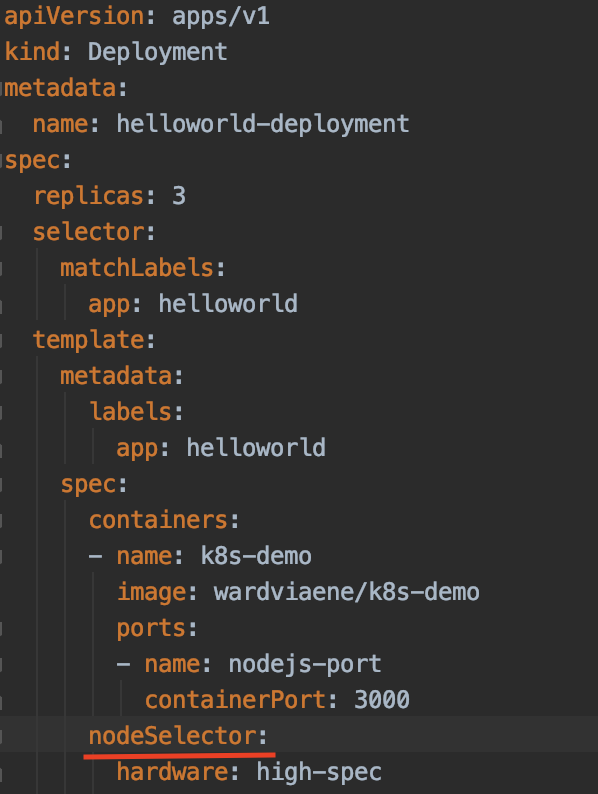 apiVersion: apps/v1
kind: Deployment
metadata:
  name: helloworld-deployment
spec:
  replicas: 3
  selector:
    matchLabels:
      app: helloworld
  template:
    metadata:
      labels:
        app: helloworld
    spec:
      containers:
      - name: k8s-demo
        image: wardviaene/k8s-demo
        ports:
        - name: nodejs-port
          containerPort: 3000
      nodeSelector:
        hardware: high-spec